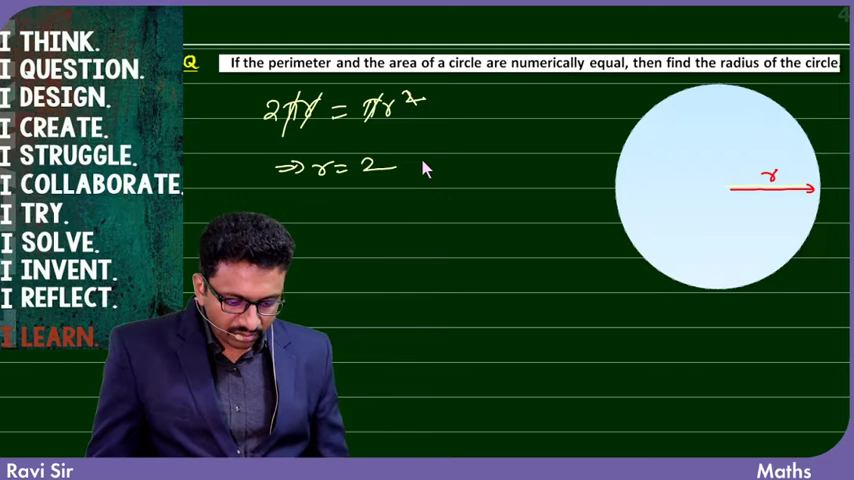 4
I THINK.
I QUESTION.
I DESIGN.
I CREATE.
I STRUGGLE.
I COLLABORATE.
I TRY.
I SOLVE.
I INVENT.
I REFLECT.
I LEARN.
Q If the perimeter and the area of a circle are numerically equal, then find the radius of the circle.
2πr = πr²
⇒ r = 2
r
Ravi Sir
Maths